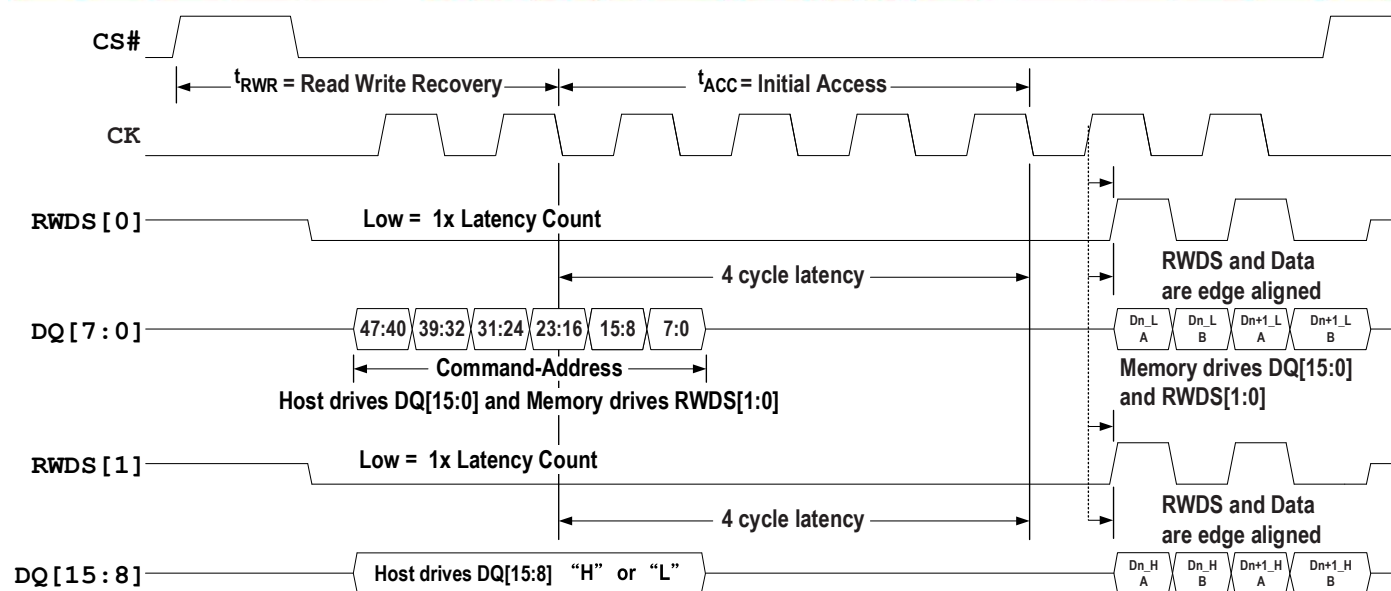 CS#
tRWR = Read Write Recovery
tACC = Initial Access
CK
RWDS[0]
Low = 1x Latency Count
4 cycle latency
RWDS and Data
are edge aligned
DQ[7:0]
47:40 39:32 31:24 23:16 15:8 7:0
Dn_L A
Dn_L B
Dn+1_L A
Dn+1_L B
Command-Address
Host drives DQ[15:0] and Memory drives RWDS[1:0]
Memory drives DQ[15:0]
and RWDS[1:0]
RWDS[1]
Low = 1x Latency Count
4 cycle latency
RWDS and Data
are edge aligned
DQ[15:8]
Host drives DQ[15:8] “H” or “L”
Dn_H A
Dn_H B
Dn+1_H A
Dn+1_H B